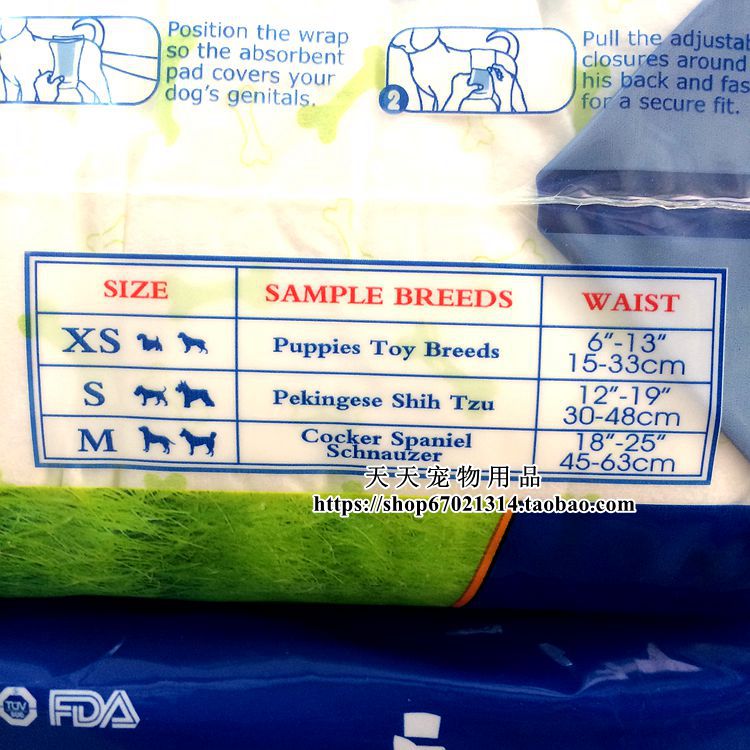 Position the wrap
so the absorbent
pad covers your
dog's genitals.
2
Pull the
closures around
his back and
for a secure fit.
SIZE SAMPLE BREEDS WAIST
XS Puppies Toy Breeds 6"-13"
15-33cm
S Pekingese Shih Tzu 12"-19"
30-48cm
M Cocker Spaniel
Schnauzer 18"-25"
45-63cm
天天宠物用品
https://shop67021314.taobao.com/
TUV
FDA